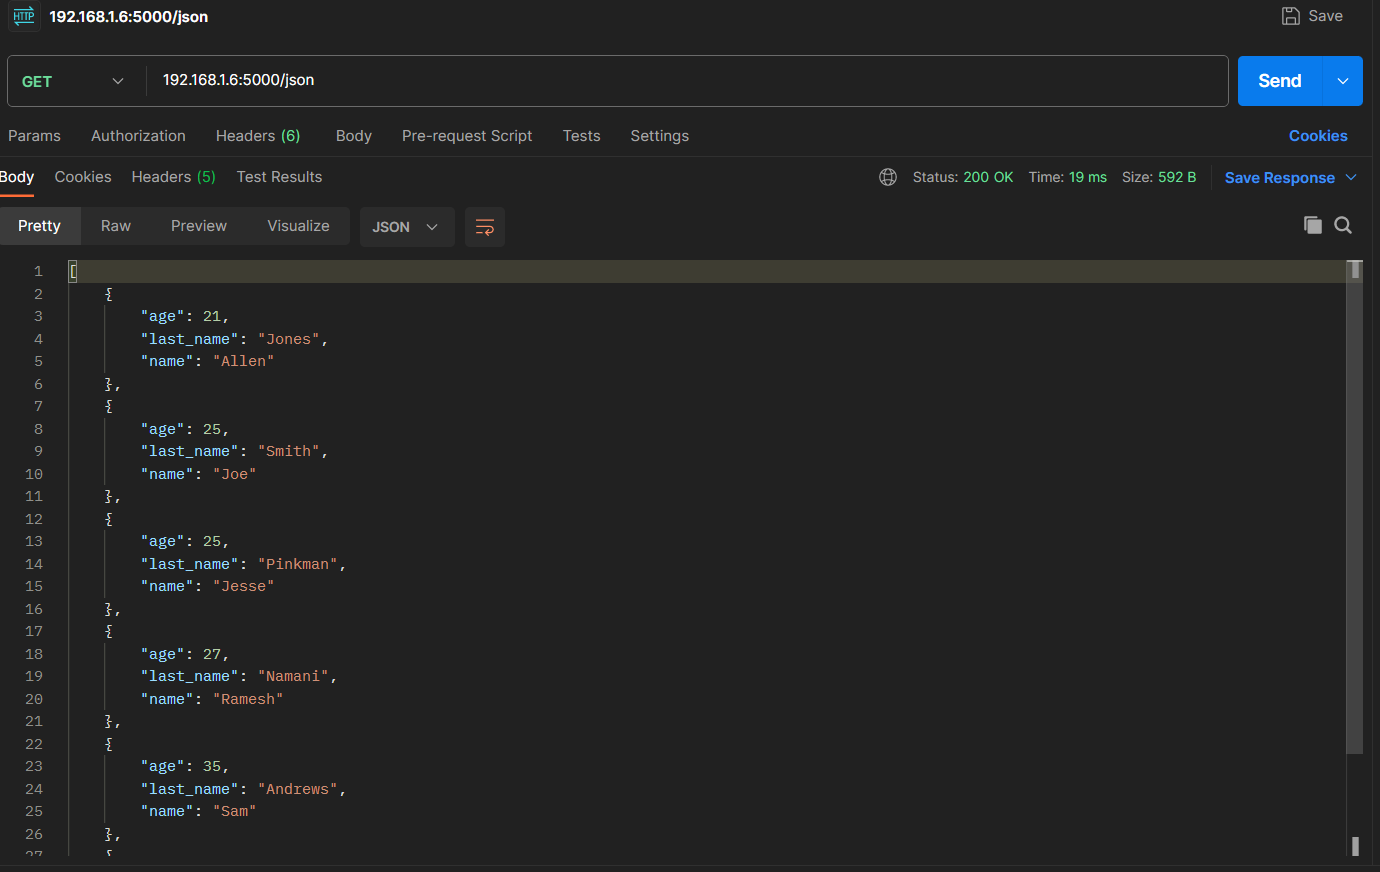 HTTP 192.168.1.6:5000/json Save
GET 192.168.1.6:5000/json Send
Params Authorization Headers (6) Body Pre-request Script Tests Settings Cookies
Body Cookies Headers (5) Test Results Status: 200 OK Time: 19 ms Size: 592 B Save Response
Pretty Raw Preview Visualize JSON
1 [
2 {
3 "age": 21,
4 "last_name": "Jones",
5 "name": "Allen"
6 },
7 {
8 "age": 25,
9 "last_name": "Smith",
10 "name": "Joe"
11 },
12 {
13 "age": 25,
14 "last_name": "Pinkman",
15 "name": "Jesse"
16 },
17 {
18 "age": 27,
19 "last_name": "Namani",
20 "name": "Ramesh"
21 },
22 {
23 "age": 35,
24 "last_name": "Andrews",
25 "name": "Sam"
26 },
27 {